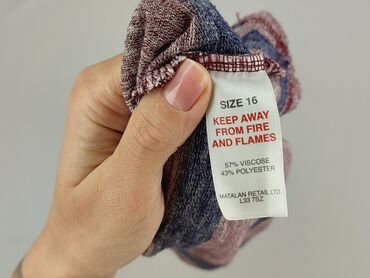 SIZE 16
KEEP AWAY
FROM FIRE
AND FLAMES
57% VISCOSE
43% POLYESTER
MATALAN RETAIL LTD
L33 7SZ